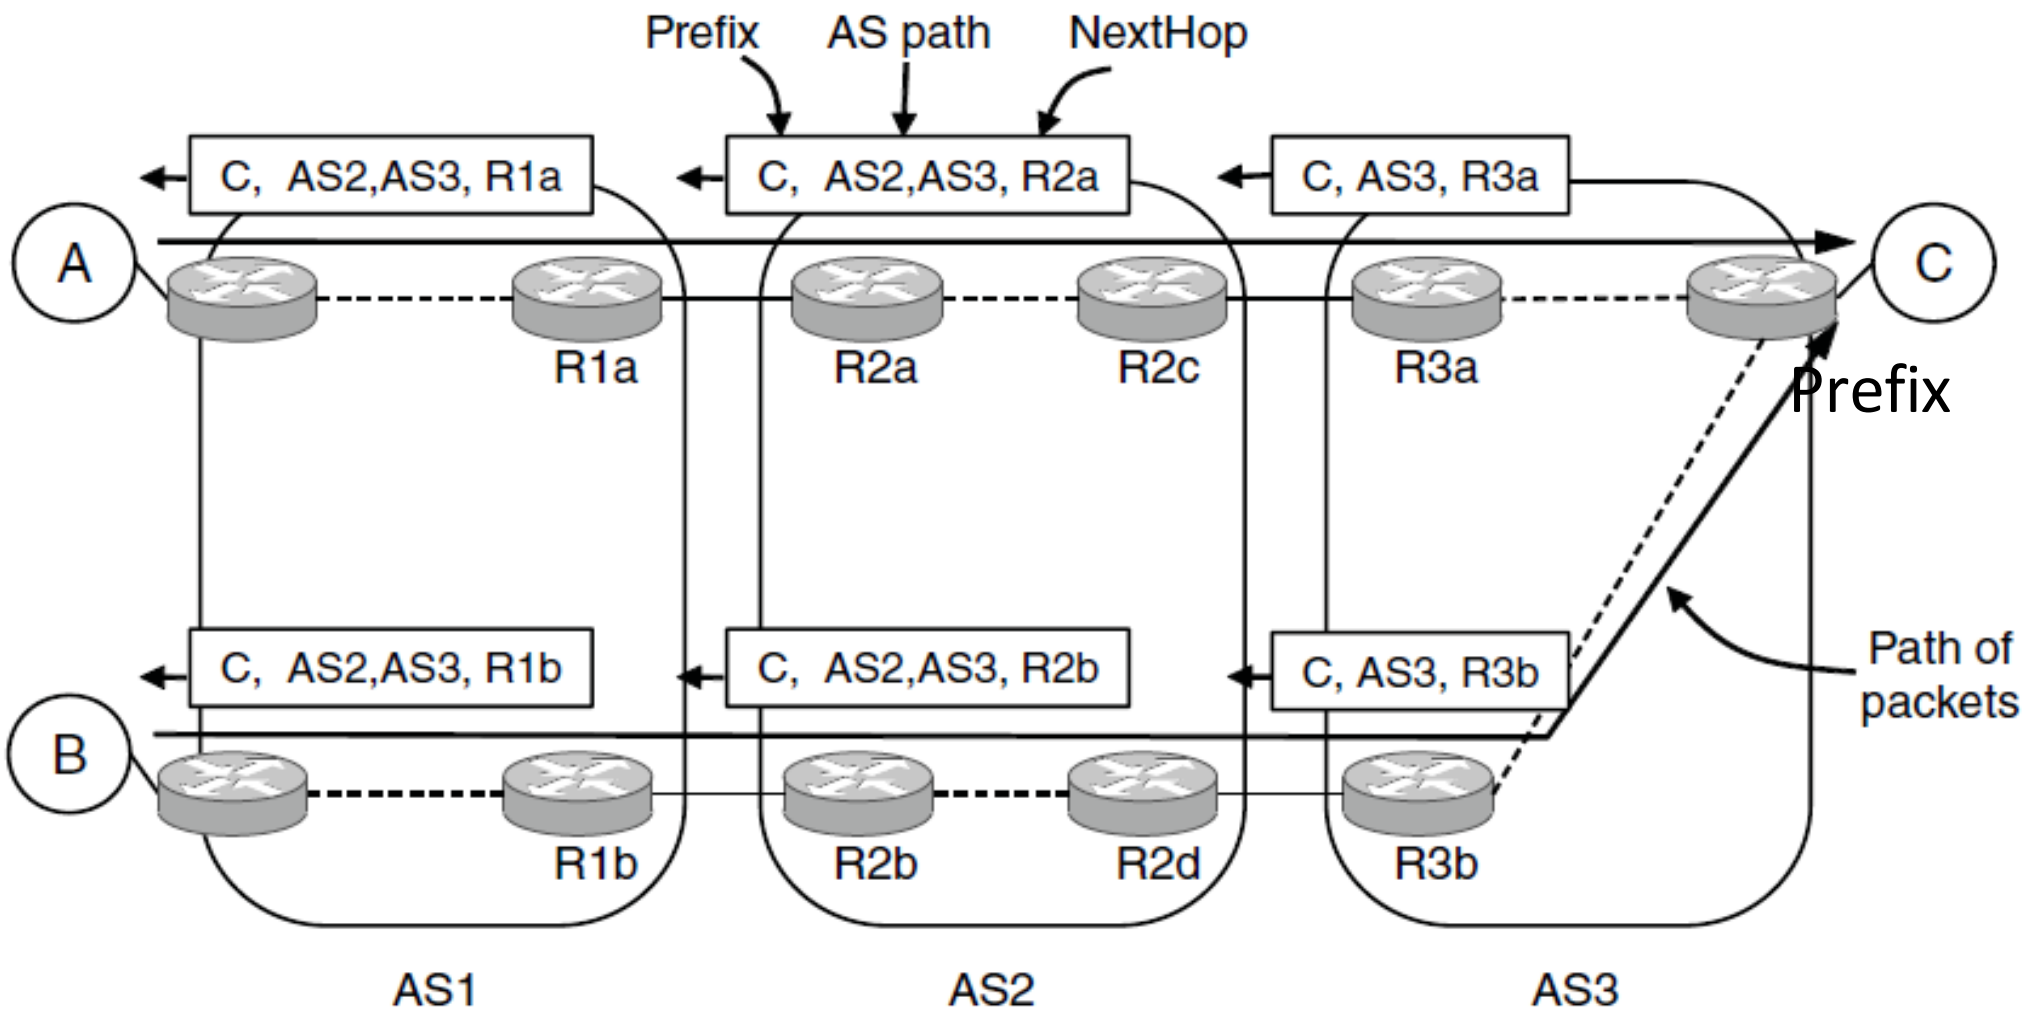 Prefix AS path NextHop
C, AS2,AS3, R1a
C, AS2,AS3, R2a
C, AS3, R3a
A
C
R1a
R2a
R2c
R3a
Prefix
C, AS2,AS3, R1b
C, AS2,AS3, R2b
C, AS3, R3b
Path of
packets
B
R1b
R2b
R2d
R3b
AS1
AS2
AS3